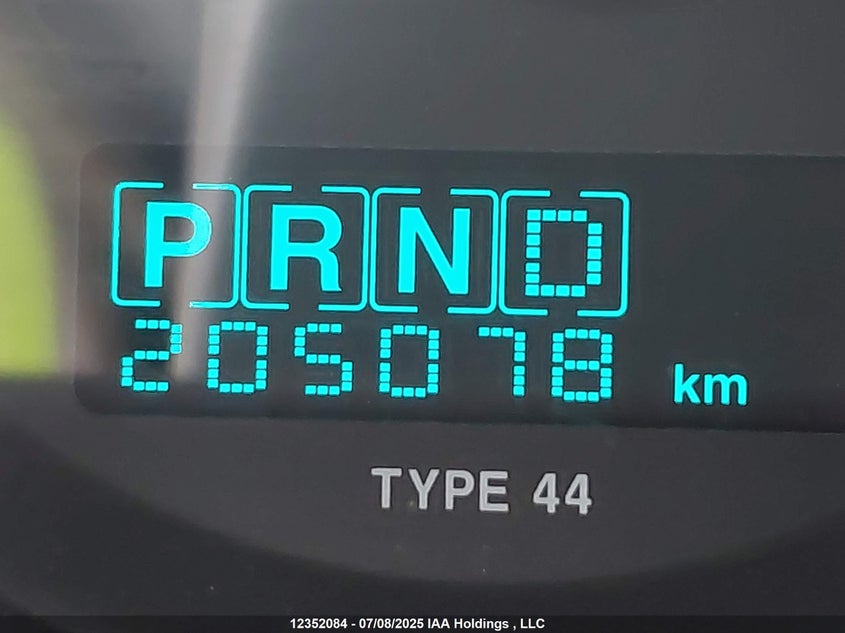 PRND
205078 km
TYPE 44
12352084 - 07/08/2025 IAA Holdings , LLC